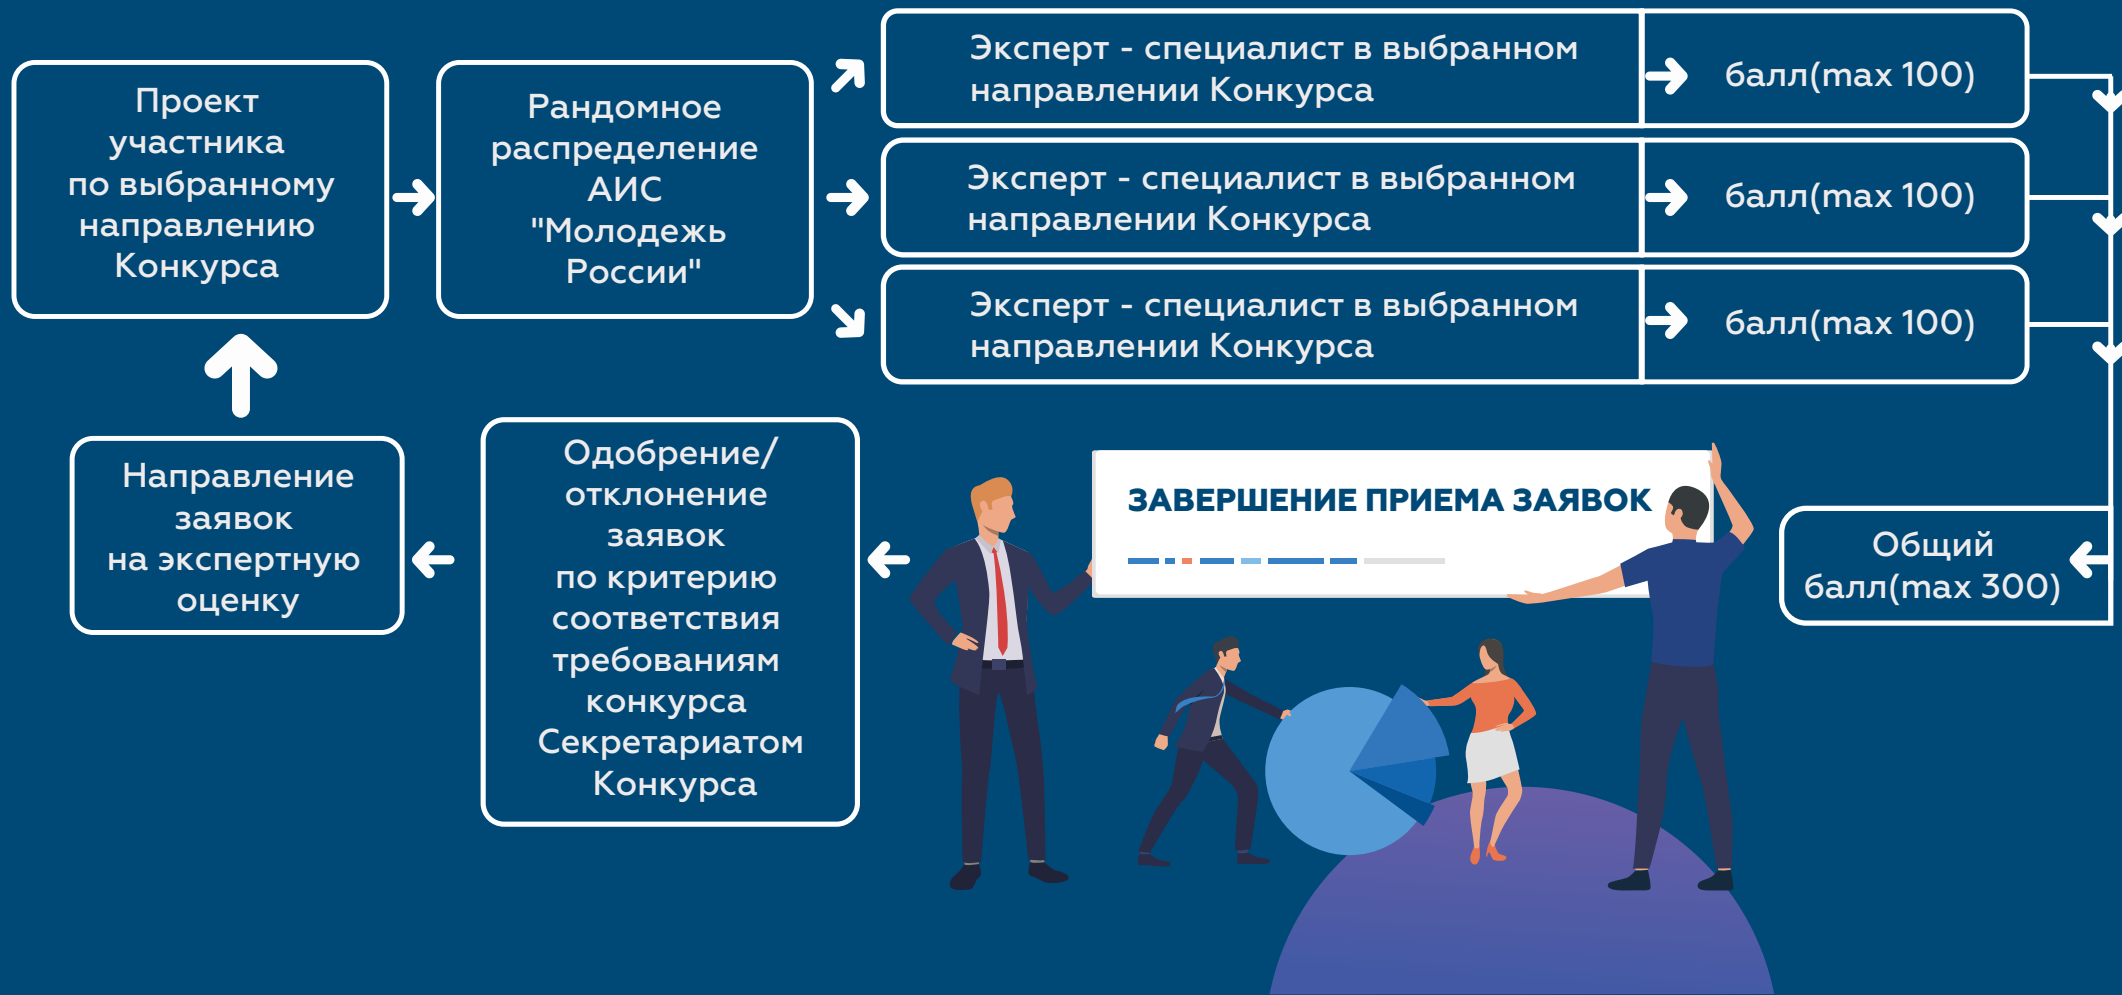 Проект
участника
по выбранному
направлению
Конкурса
Рандомное
распределение
АИС
"Молодежь
России"
Эксперт - специалист в выбранном
направлении Конкурса
балл(max 100)
Эксперт - специалист в выбранном
направлении Конкурса
балл(max 100)
Эксперт - специалист в выбранном
направлении Конкурса
балл(max 100)
Направление
заявок
на экспертную
оценку
Одобрение/
отклонение
заявок
по критерию
соответствия
требованиям
конкурса
Секретариатом
Конкурса
ЗАВЕРШЕНИЕ ПРИЕМА ЗАЯВОК
Общий
балл(max 300)